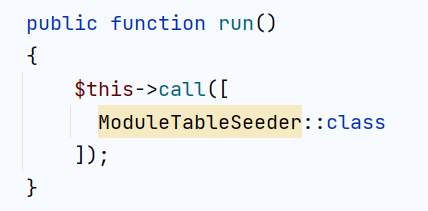 public function run()
{
    $this->call([
      ModuleTableSeeder::class
    ]);
}